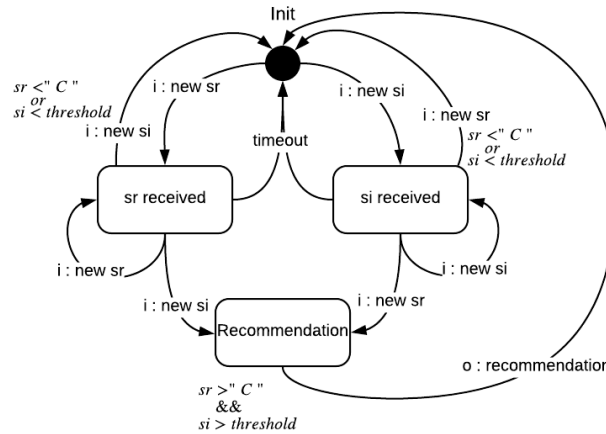 Init
sr <" C "
or
si < threshold
i : new sr
i : new si
i : new si
i : new sr
sr <" C "
or
si < threshold
timeout
sr received
si received
i : new sr
i : new si
i : new si
i : new sr
Recommendation
o : recommendation
sr >" C "
&&
si > threshold